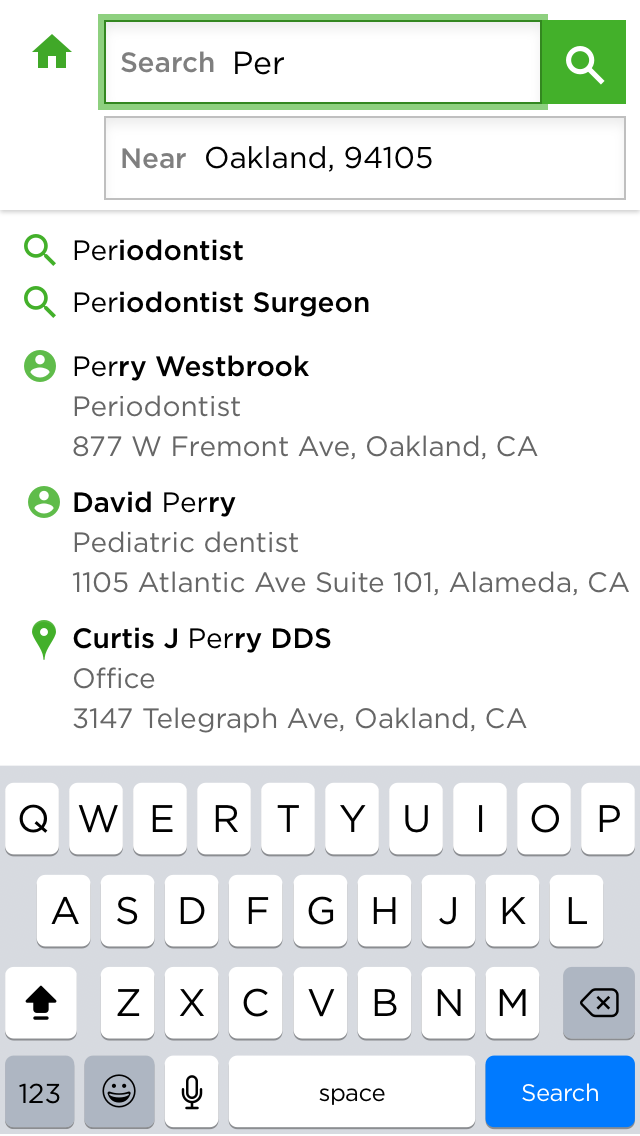 Search Per
Near Oakland, 94105
Periodontist
Periodontist Surgeon
Perry Westbrook
Periodontist
877 W Fremont Ave, Oakland, CA
David Perry
Pediatric dentist
1105 Atlantic Ave Suite 101, Alameda, CA
Curtis J Perry DDS
Office
3147 Telegraph Ave, Oakland, CA
Q W E R T Y U I O P
A S D F G H J K L
Z X C V B N M
123 space Search